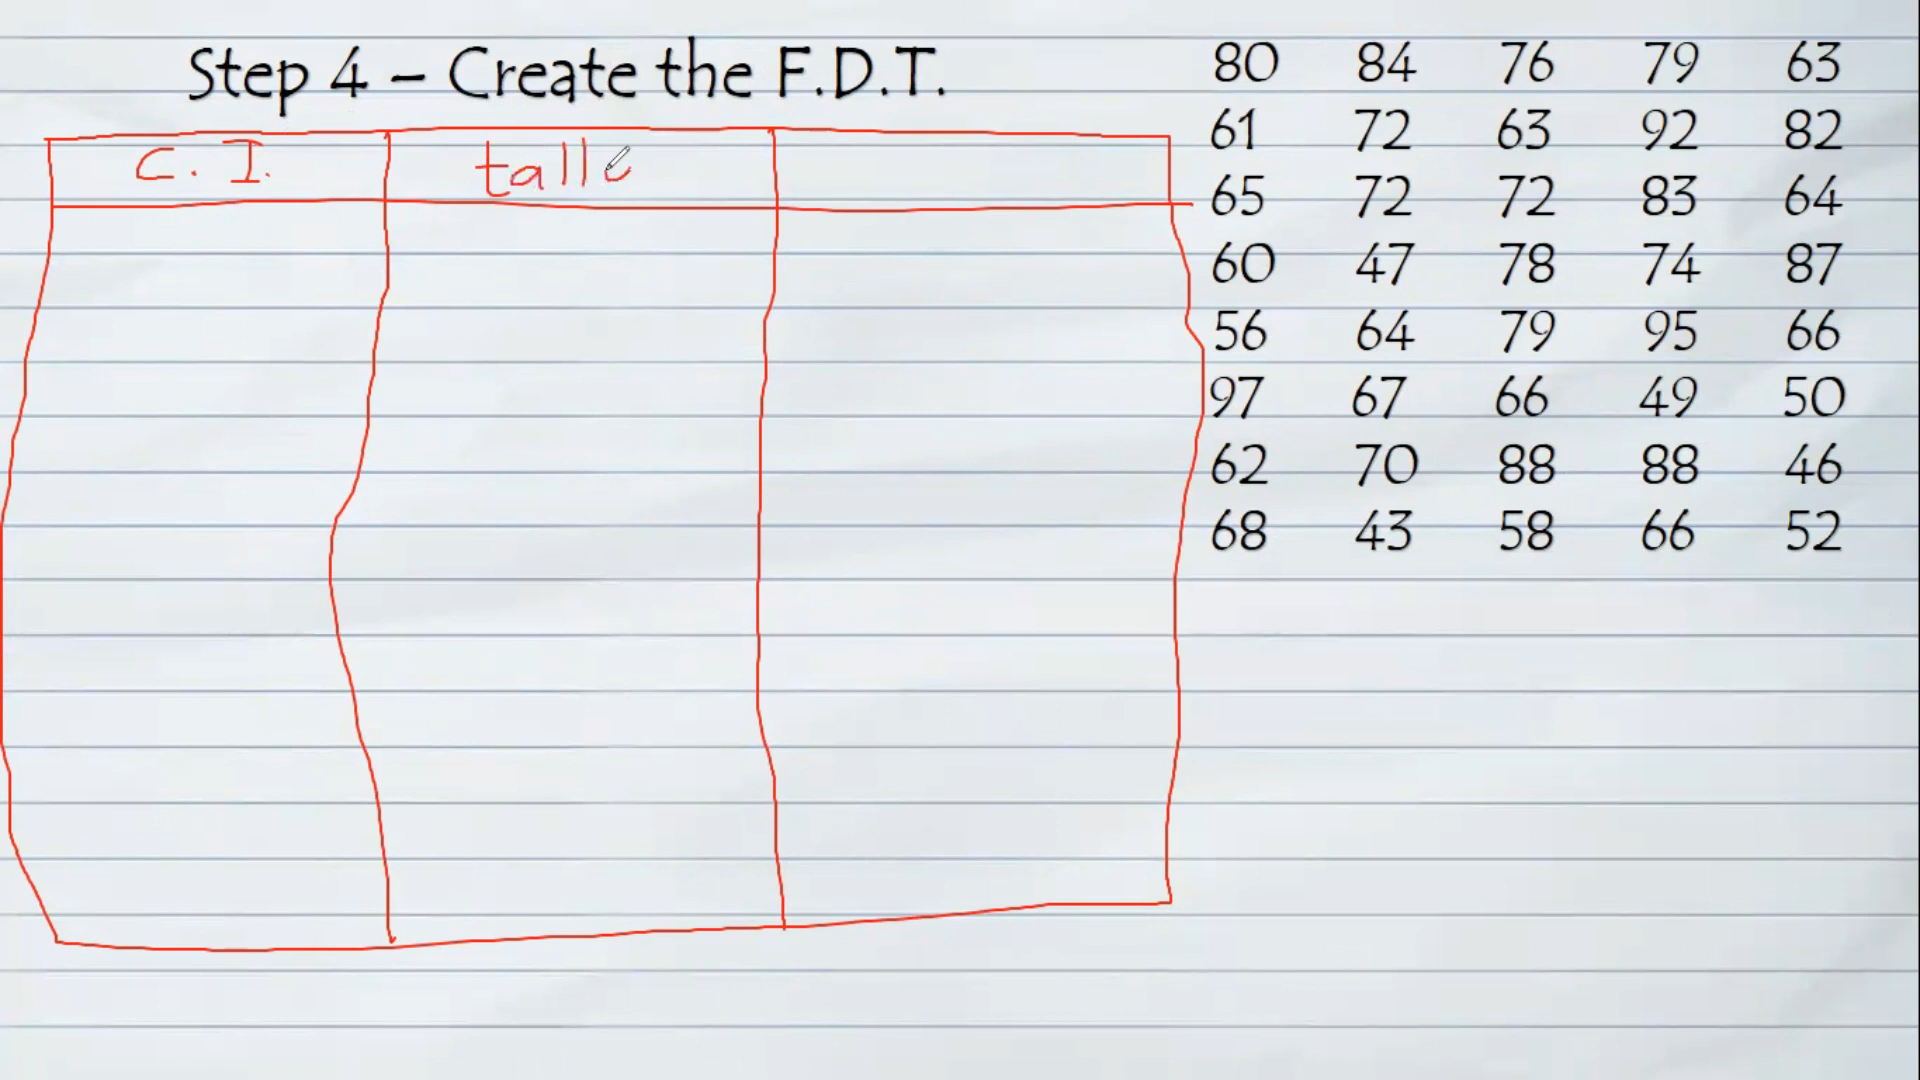 Step 4 – Create the F.D.T.
C. I. talle
80 84 76 79 63
61 72 63 92 82
65 72 72 83 64
60 47 78 74 87
56 64 79 95 66
97 67 66 49 50
62 70 88 88 46
68 43 58 66 52